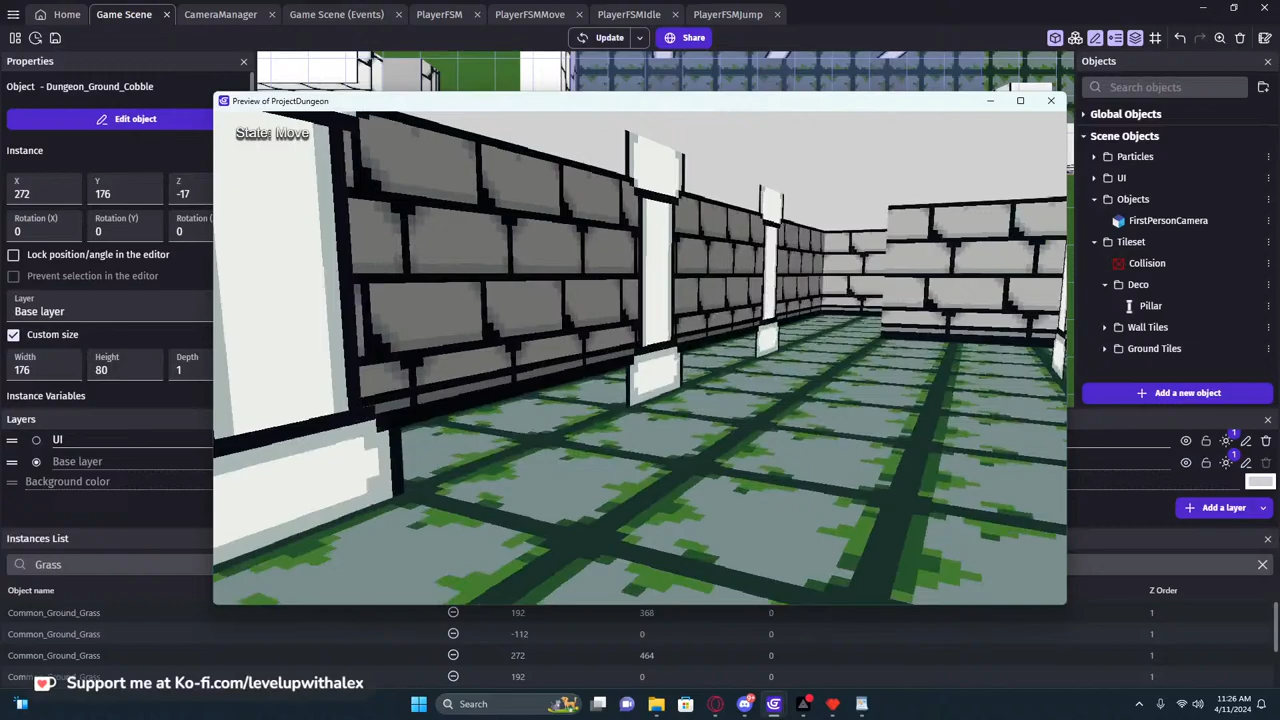 Home
Game Scene
CameraManager
Game Scene (Events)
PlayerFSM
PlayerFSMMove
PlayerFSMIdle
PlayerFSMJump
Update
Share
Properties
Object - Dungeon_Ground_Cobble
Edit object
Instance
X
272
Y
176
Z
-17
Rotation (X)
0
Rotation (Y)
0
Rotation (
0
Lock position/angle in the editor
Prevent selection in the editor
Layer
Base layer
Custom size
Width
176
Height
80
Depth
1
Instance Variables
Layers
UI
Base layer
Background color
Instances List
Grass
Object name
Common_Ground_Grass
192
368
0
1
Common_Ground_Grass
-112
0
0
1
Common_Ground_Grass
272
464
0
1
192
0
0
1
Preview of ProjectDungeon
State: Move
Objects
Search objects
Global Objects
Scene Objects
Particles
UI
Objects
FirstPersonCamera
Tileset
Collision
Deco
Pillar
Wall Tiles
Ground Tiles
Add a new object
1
1
Add a layer
Z Order
Support me at Ko-fi.com/levelupwithalex
Search
9+
11:26 AM
4/11/2024